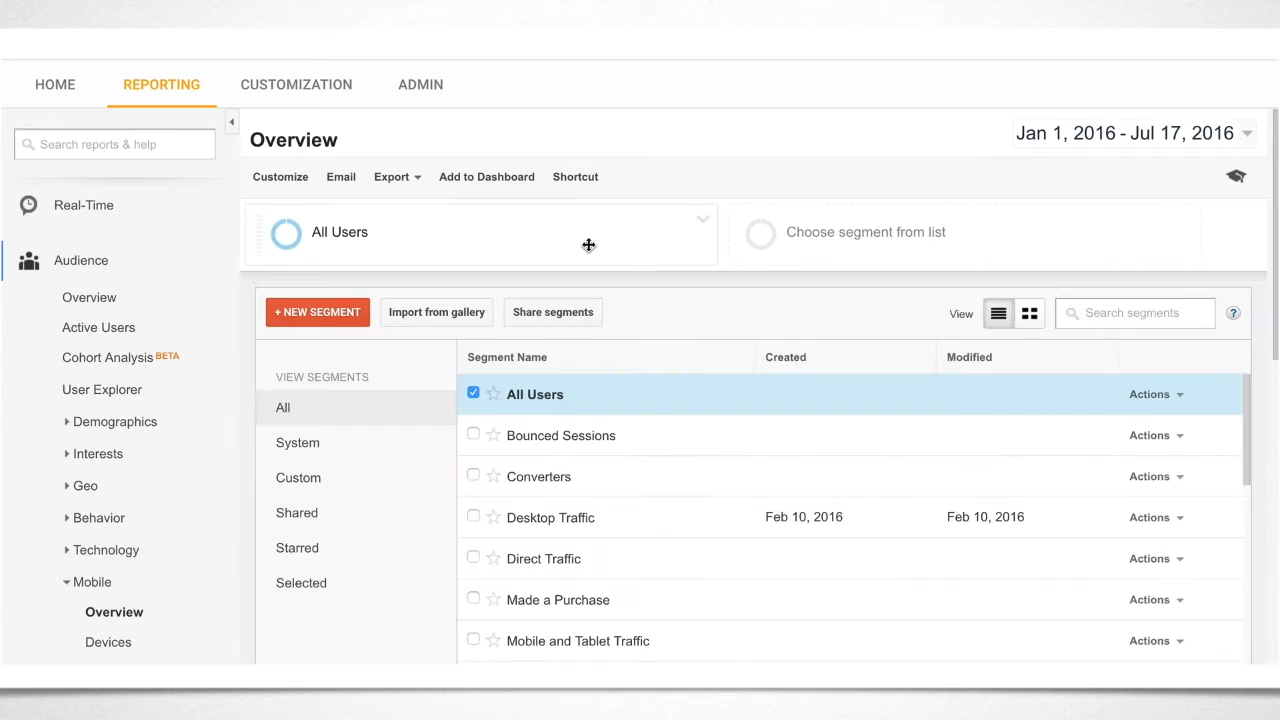 HOME REPORTING CUSTOMIZATION ADMIN
Search reports & help
Overview
Jan 1, 2016 - Jul 17, 2016
Customize Email Export Add to Dashboard Shortcut
Real-Time
Audience
Overview
Active Users
Cohort Analysis BETA
User Explorer
Demographics
Interests
Geo
Behavior
Technology
Mobile
Overview
Devices
All Users
Choose segment from list
+ NEW SEGMENT Import from gallery Share segments View Search segments ?
VIEW SEGMENTS
All
System
Custom
Shared
Starred
Selected
Segment Name Created Modified
All Users Actions
Bounced Sessions Actions
Converters Actions
Desktop Traffic Feb 10, 2016 Feb 10, 2016 Actions
Direct Traffic Actions
Made a Purchase Actions
Mobile and Tablet Traffic Actions